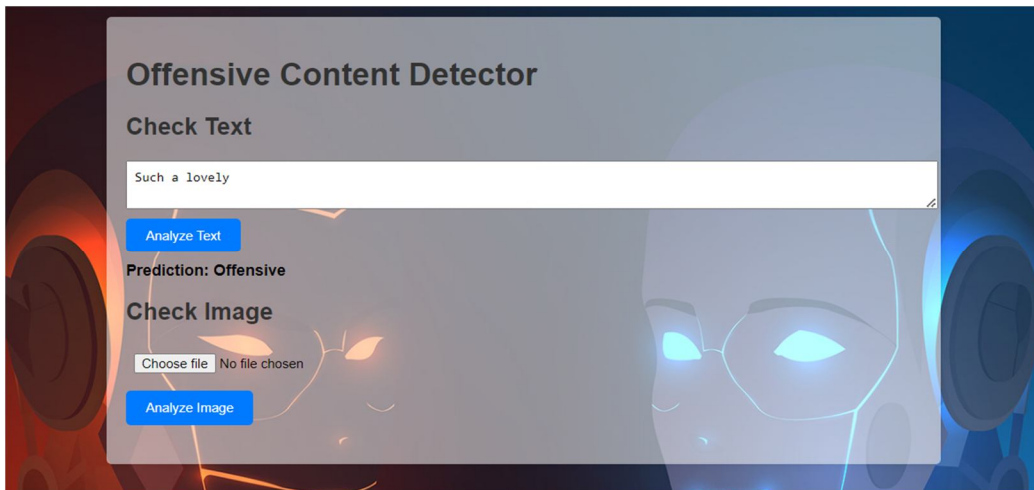 Offensive Content Detector
Check Text
Such a lovely
Analyze Text
Prediction: Offensive
Check Image
Choose file No file chosen
Analyze Image